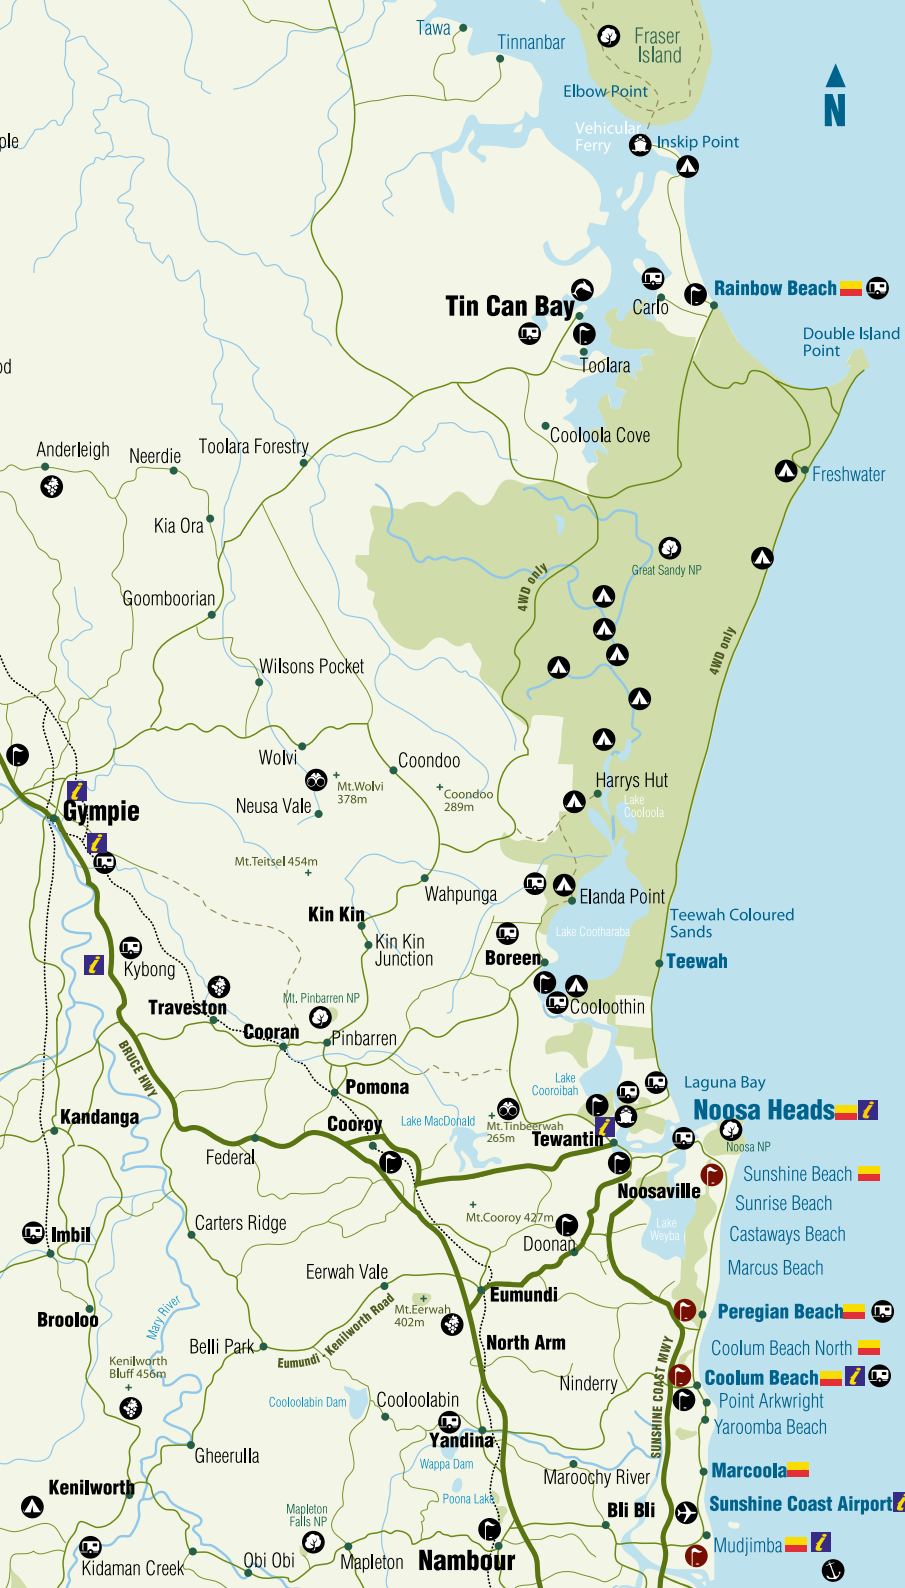 Tawa
Tinnanbar
Fraser
Island
Elbow Point
N
Vehicular
Ferry
Inskip Point
ple
Rainbow Beach
Tin Can Bay
Carlo
Double Island
Point
od
Toolara
Cooloola Cove
Anderleigh
Neerdie
Toolara Forestry
Freshwater
Kia Ora
4WD only
Great Sandy NP
Goomboorian
4WD only
Wilsons Pocket
Wolvi
Coondoo
Mt.Wolvi
378m
Coondoo
289m
Harrys Hut
Neusa Vale
Lake
Cooloola
i
Gympie
i
Mt.Teitsel 454m
Wahpunga
Elanda Point
Kin Kin
Teewah Coloured
Sands
Lake Cootharaba
Kin Kin
Junction
Boreen
Teewah
i
Kybong
Traveston
Mt. Pinbarren NP
Cooloothin
Cooran
Pinbarren
BRUCE HWY
Pomona
Lake
Cooroibah
Laguna Bay
Noosa Heads
i
Kandanga
Cooroy
Lake MacDonald
Mt.Tinbeerwah
265m
i
Tewantin
Noosa NP
Federal
Sunshine Beach
Noosaville
Sunrise Beach
Mt.Cooroy 427m
Lake
Weyba
Carters Ridge
Imbil
Doonan
Castaways Beach
Marcus Beach
Eerwah Vale
Eumundi
Mary River
Brooloo
Mt.Eerwah
402m
Peregian Beach
Eumundi - Kenilworth Road
Belli Park
North Arm
Coolum Beach North
Kenilworth
Bluff 456m
SUNSHINE COAST MWY
Ninderry
Coolum Beach
i
Cooloolabin Dam
Cooloolabin
Point Arkwright
Yaroomba Beach
Yandina
Gheerulla
Wappa Dam
Maroochy River
Marcoola
Kenilworth
Poona Lake
Bli Bli
Sunshine Coast Airport
i
Mapleton
Falls NP
Mudjimba
i
Kidaman Creek
Obi Obi
Mapleton
Nambour